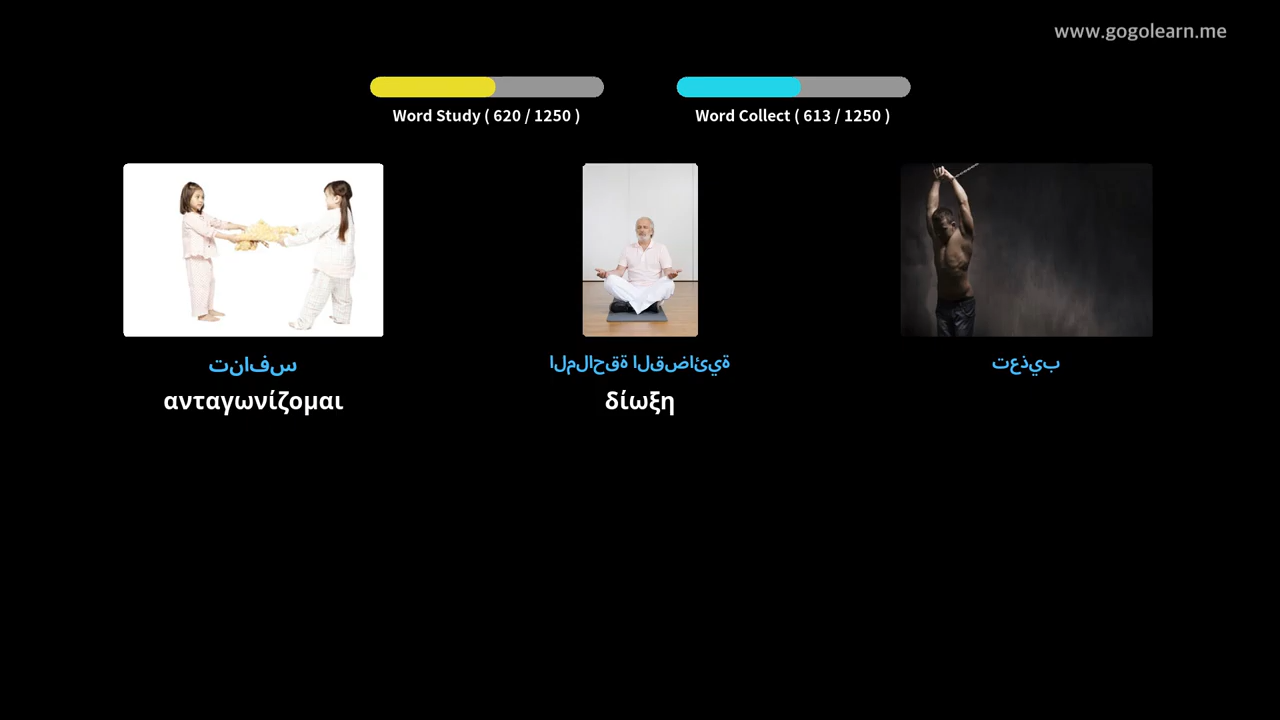 www.gogolearn.me
Word Study ( 620 / 1250 )
Word Collect ( 613 / 1250 )
تنافس
الملاحقة القضائية
تعذيب
ανταγωνίζομαι
δίωξη